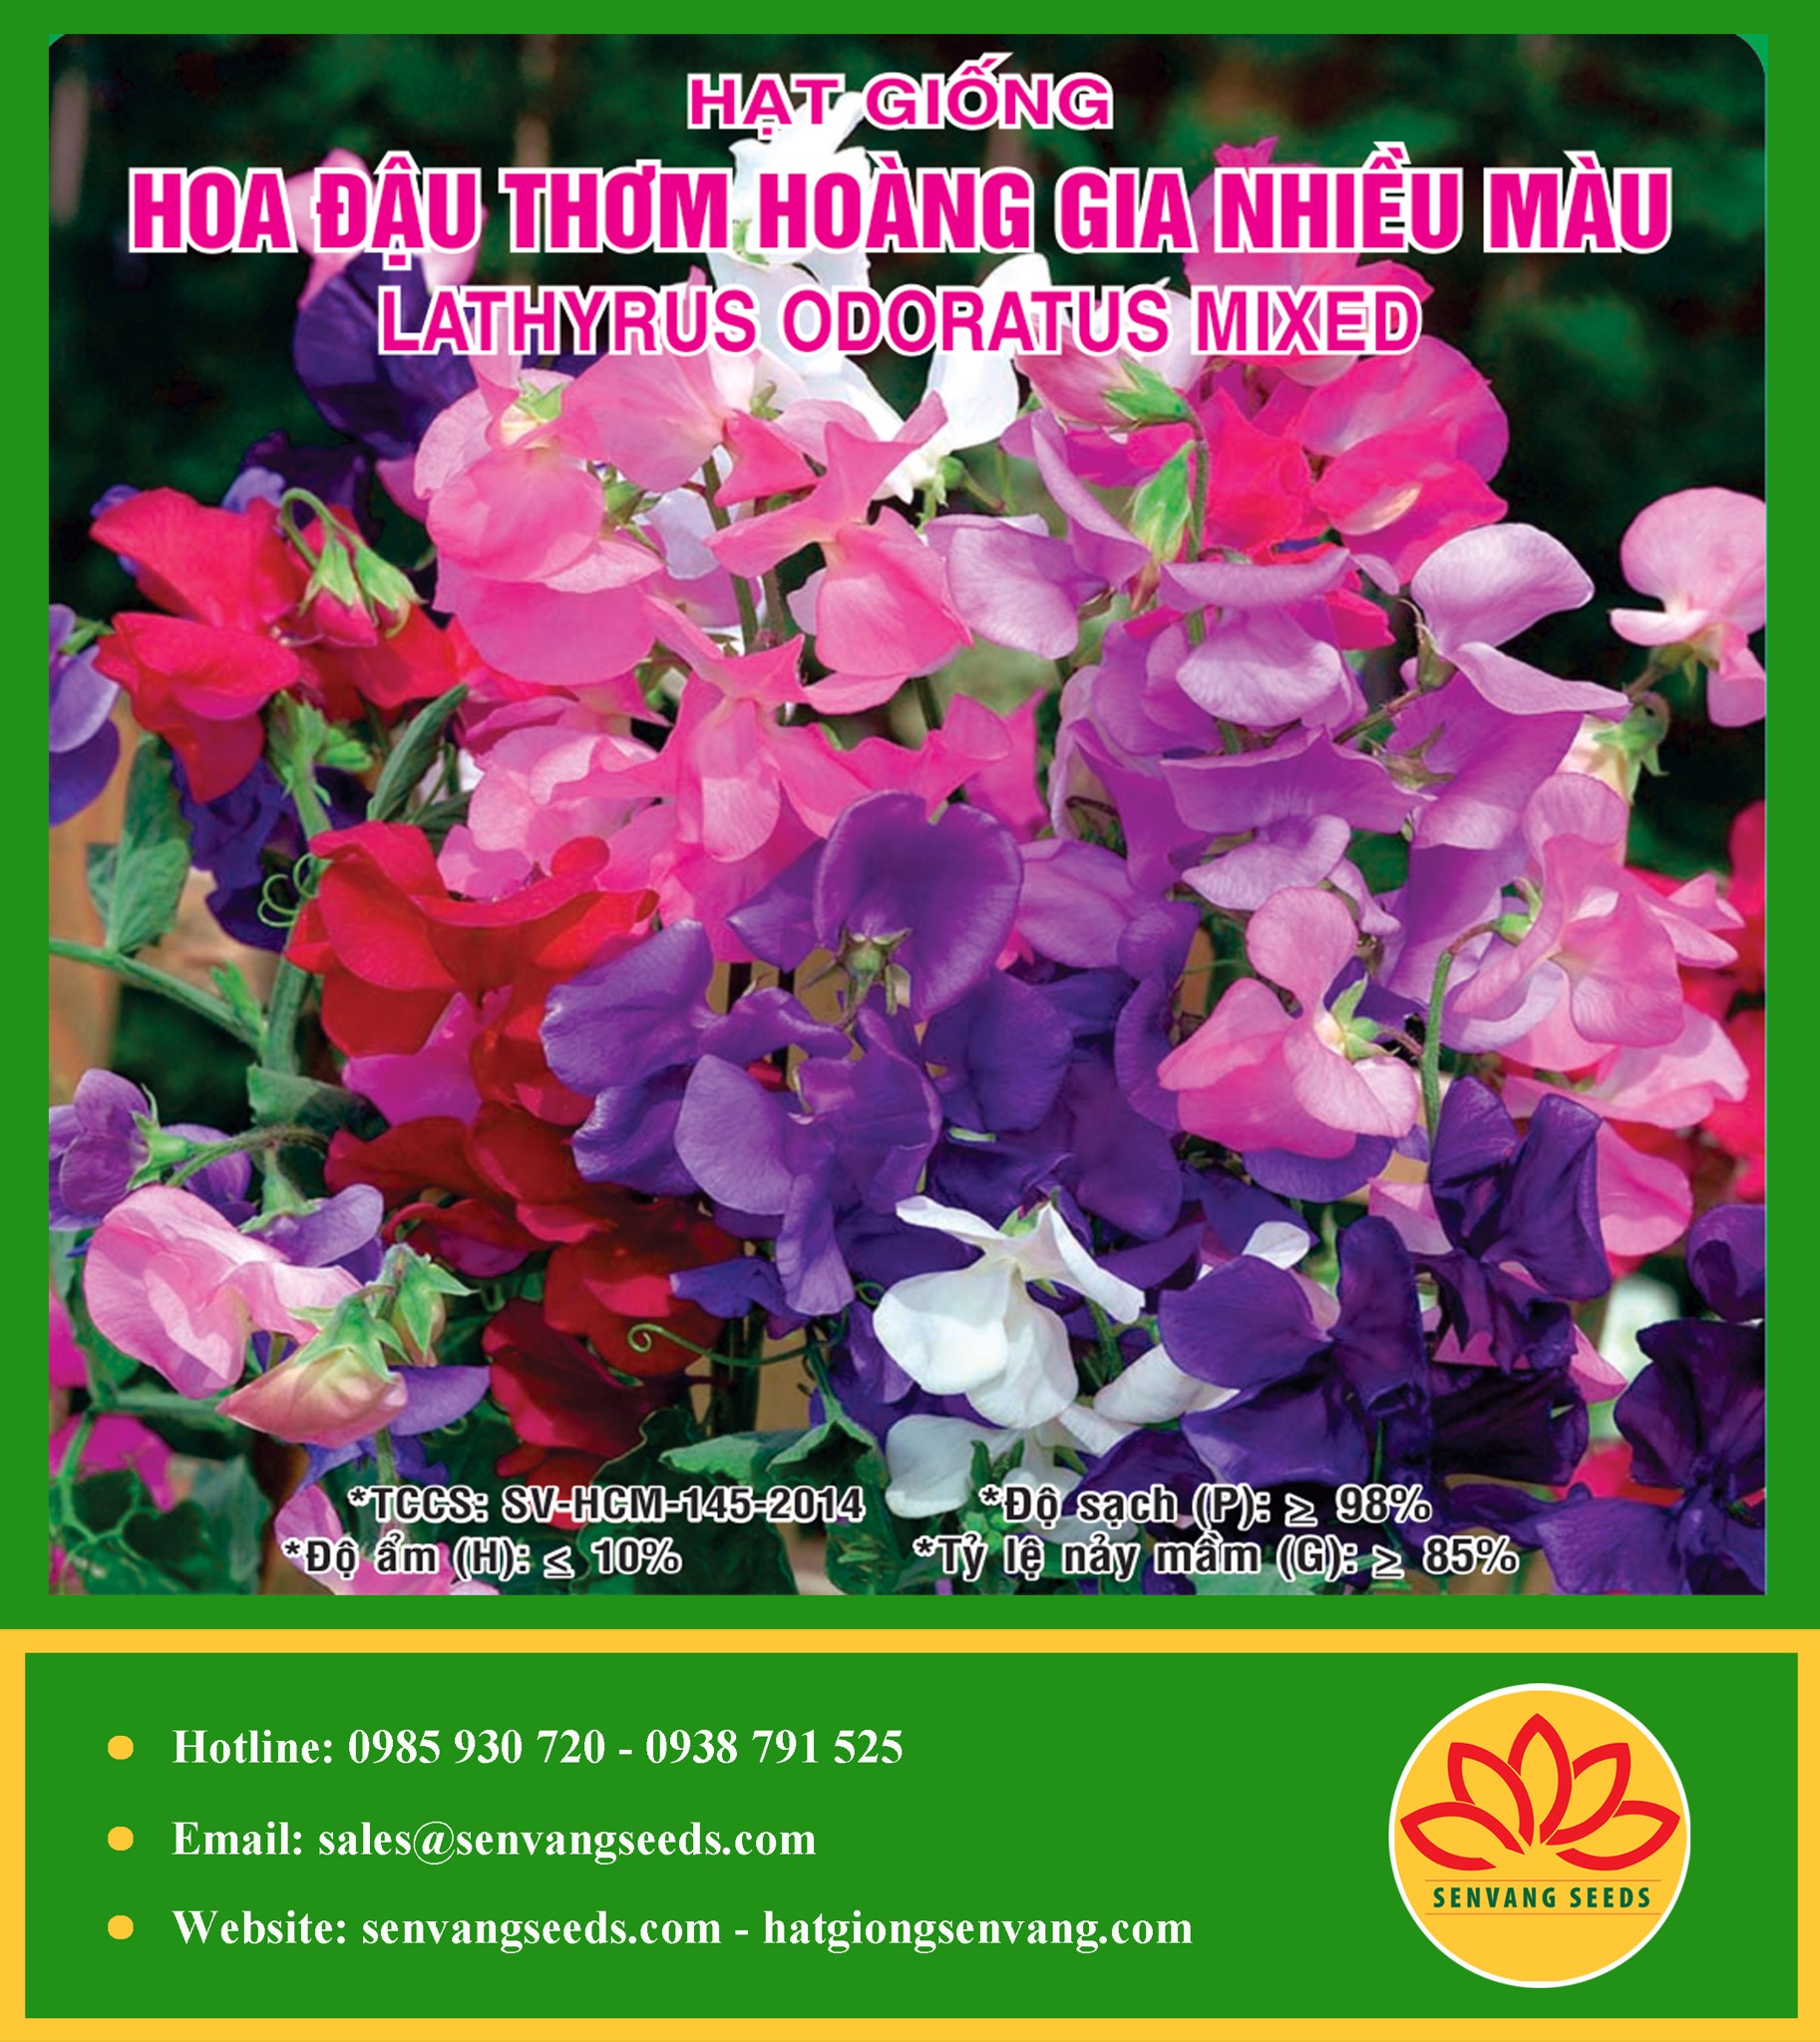 HẠT GIỐNG
HOA ĐẬU THƠM HOÀNG GIA NHIỀU MÀU
LATHYRUS ODORATUS MIXED
*TCCS: SV-HCM-145-2014 *Độ sạch (P): ≥ 98%
*Độ ẩm (H): ≤ 10% *Tỷ lệ nảy mầm (G): ≥ 85%
Hotline: 0985 930 720 - 0938 791 525
Email: sales@senvangseeds.com
Website: senvangseeds.com - hatgiongsenvang.com
SENVANG SEEDS